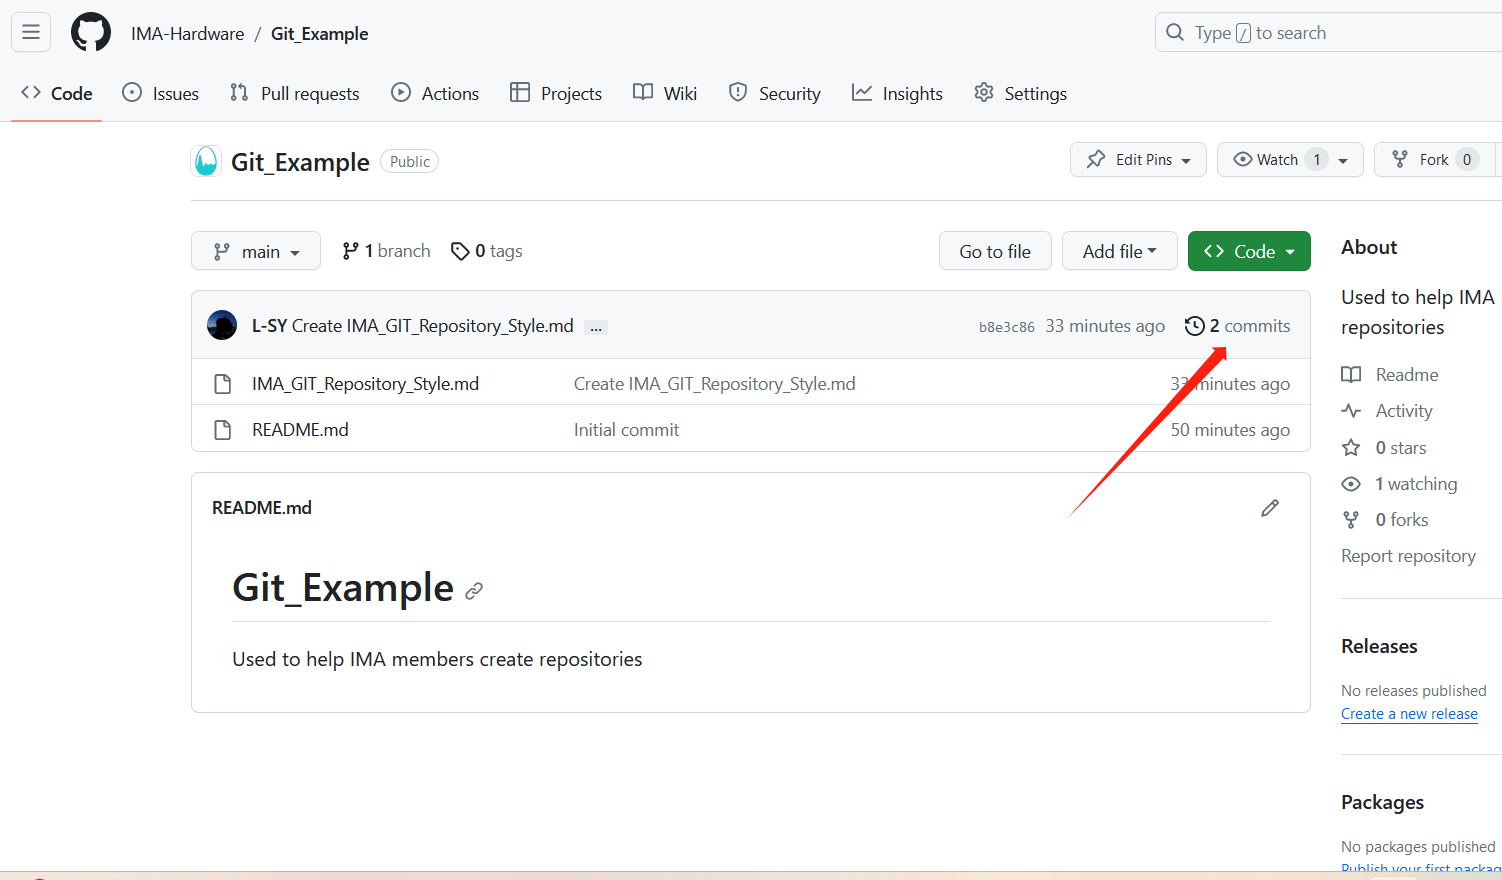 IMA-Hardware / Git_Example
Type / to search
Code Issues Pull requests Actions Projects Wiki Security Insights Settings
Git_Example Public
Edit Pins Watch 1 Fork 0
main 1 branch 0 tags Go to file Add file Code
L-SY Create IMA_GIT_Repository_Style.md ... b8e3c86 33 minutes ago 2 commits
IMA_GIT_Repository_Style.md Create IMA_GIT_Repository_Style.md 33 minutes ago
README.md Initial commit 50 minutes ago
README.md
Git_Example
Used to help IMA members create repositories
About
Used to help IMA
repositories
Readme
Activity
0 stars
1 watching
0 forks
Report repository
Releases
No releases published
Create a new release
Packages
No packages published
Publish your first packag